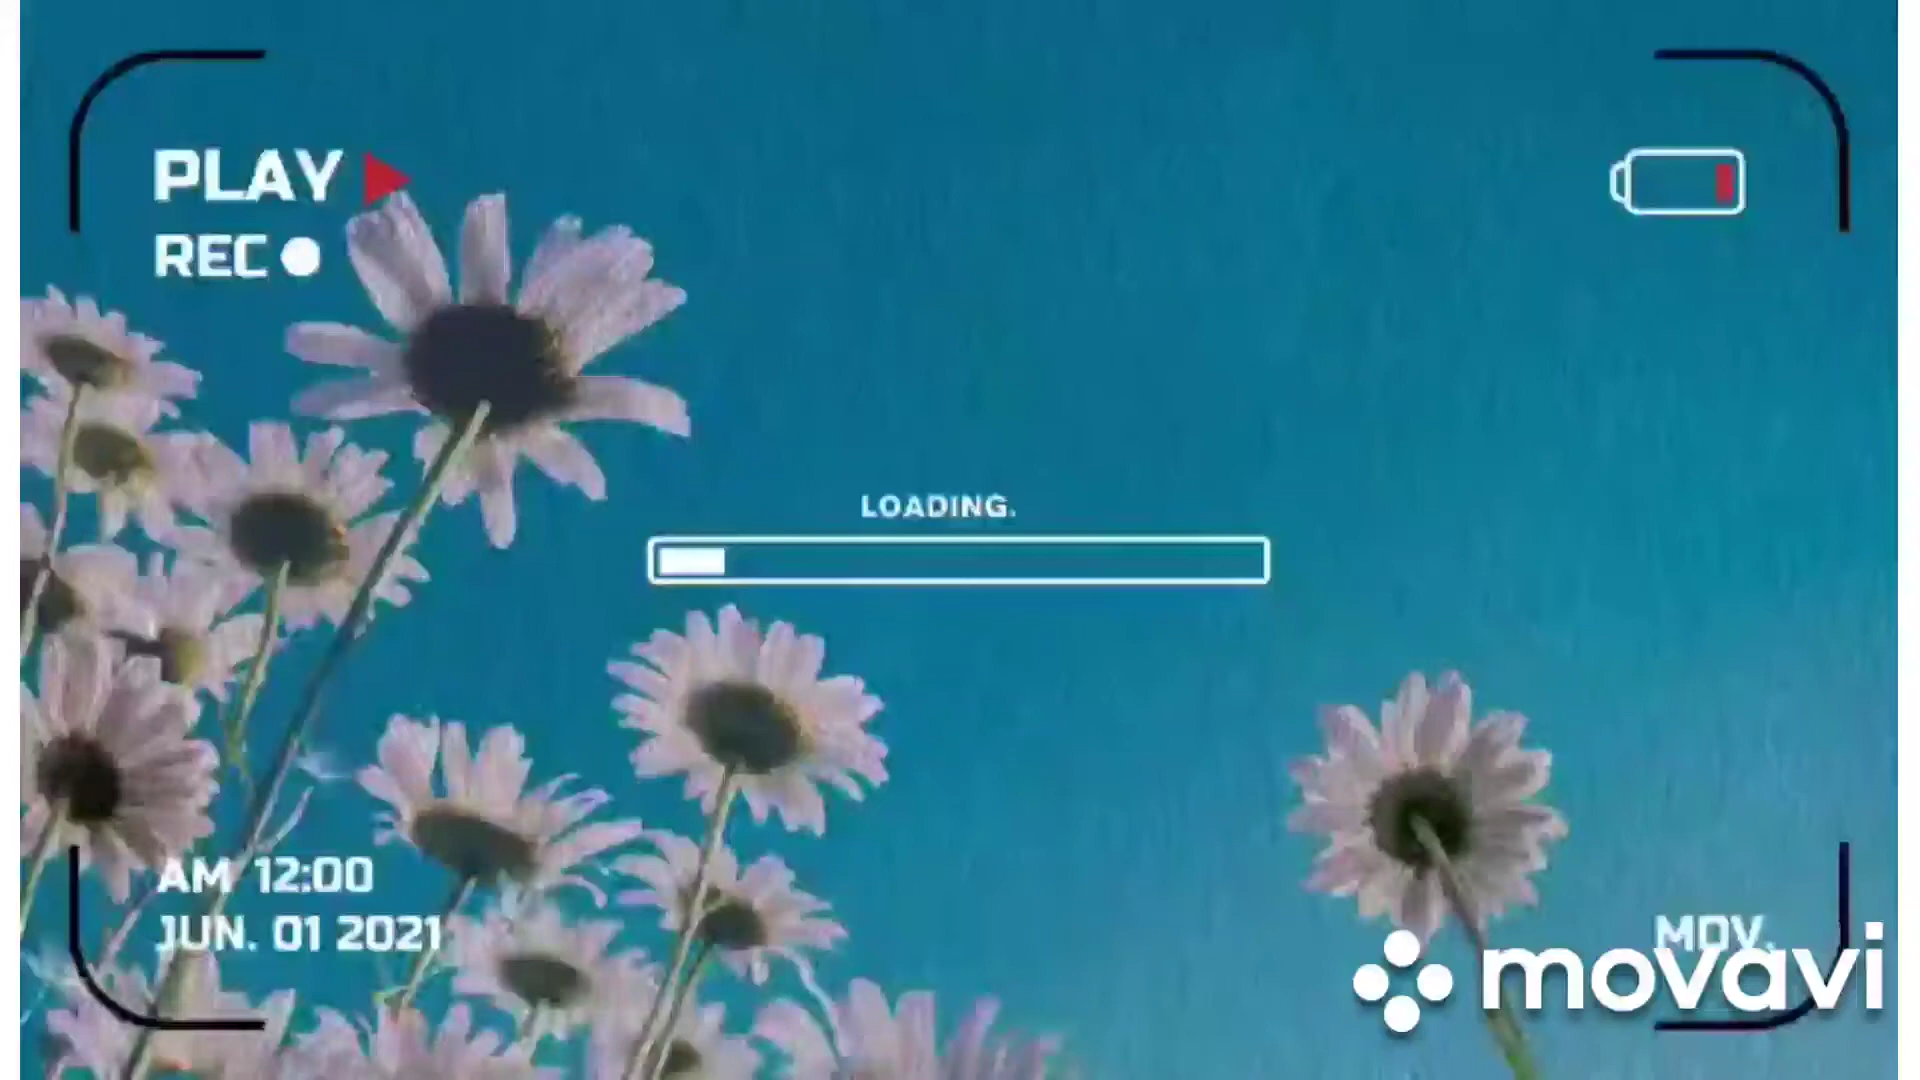 PLAY
REC
LOADING.
AM 12:00
JUN. 01 2021
MOV.
movavi